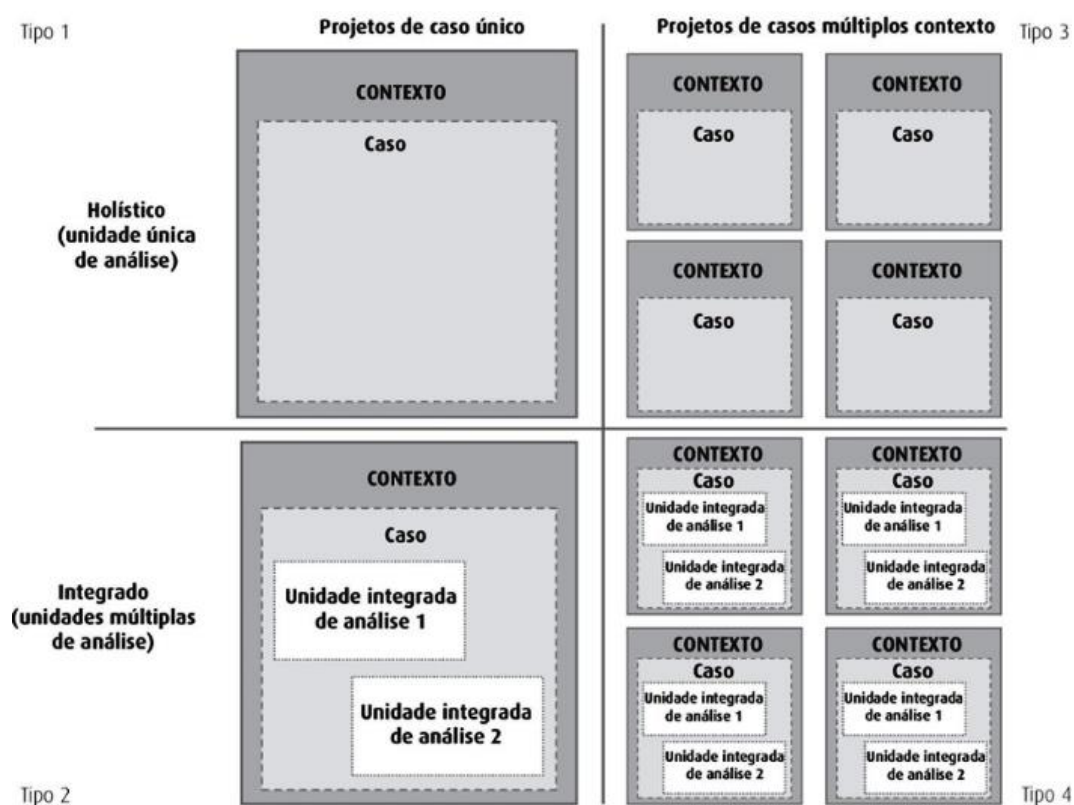 Tipo 1
Projetos de caso único
Projetos de casos múltiplos contexto
Tipo 3
Holístico
(unidade única
de análise)
CONTEXTO
Caso
CONTEXTO
Caso
CONTEXTO
Caso
CONTEXTO
Caso
CONTEXTO
Caso
Integrado
(unidades múltiplas
de análise)
CONTEXTO
Caso
Unidade integrada
de análise 1
Unidade integrada
de análise 2
CONTEXTO
Caso
Unidade integrada
de análise 1
Unidade integrada
de análise 2
CONTEXTO
Caso
Unidade integrada
de análise 1
Unidade integrada
de análise 2
CONTEXTO
Caso
Unidade integrada
de análise 1
Unidade integrada
de análise 2
CONTEXTO
Caso
Unidade integrada
de análise 1
Unidade integrada
de análise 2
Tipo 2
Tipo 4